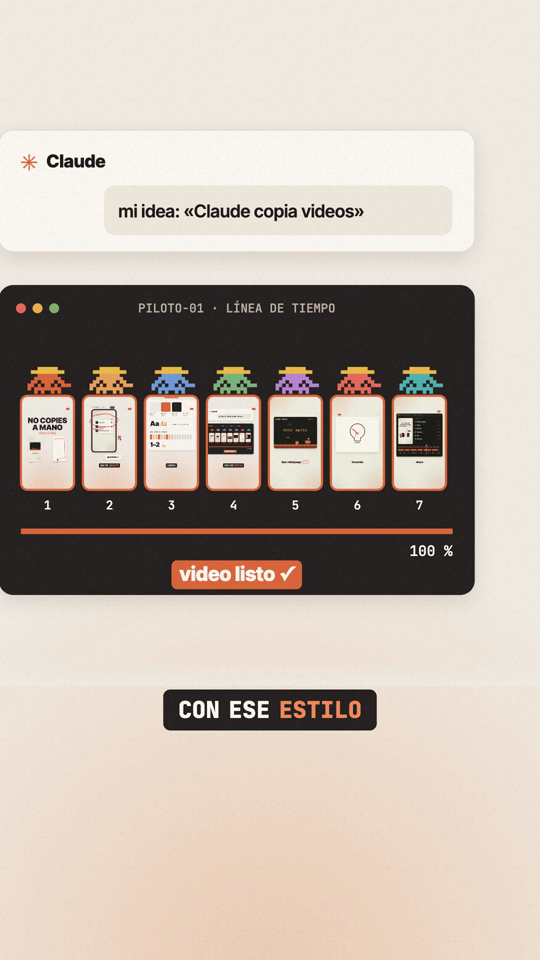 Claude
mi idea: «Claude copia videos»
PILOTO-01 · LÍNEA DE TIEMPO
NO COPIES
A MANO
Aa
1–2
1
2
3
4
5
6
7
100 %
video listo ✓
CON ESE ESTILO